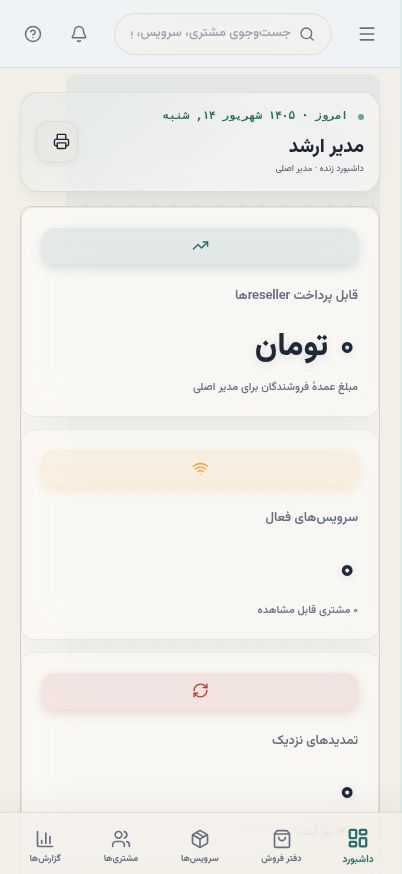 جست‌وجوی مشتری، سرویس، ی
امروز · ۱۴۰۵ شهریور ۱۴, شنبه
مدیر ارشد
داشبورد زنده · مدیر اصلی
قابل پرداخت resellerها
۰ تومان
مبلغ عمدهٔ فروشندگان برای مدیر اصلی
سرویس‌های فعال
۰
۰ مشتری قابل مشاهده
تمدیدهای نزدیک
۰
روز آینده
داشبورد
دفتر فروش
سرویس‌ها
مشتری‌ها
گزارش‌ها